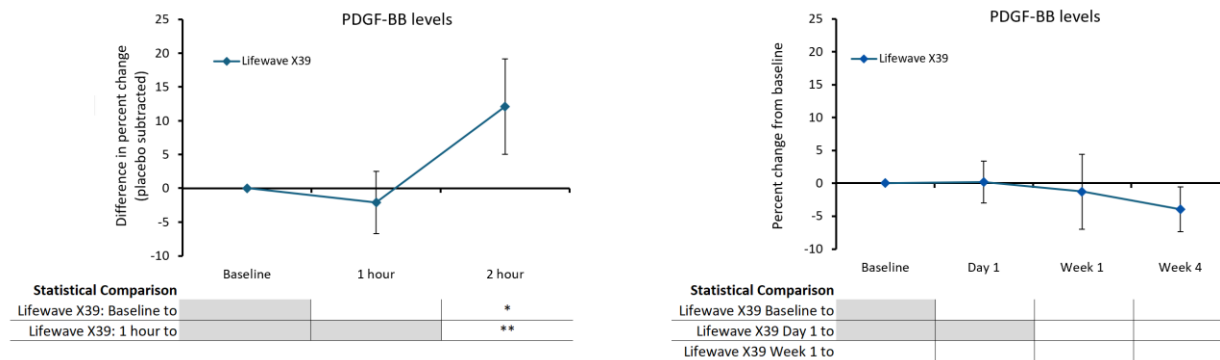 PDGF-BB levels
Difference in percent change
(placebo subtracted)
25
20
15
10
5
0
-5
-10
Lifewave X39
Baseline 1 hour 2 hour
Statistical Comparison
Lifewave X39: Baseline to *
Lifewave X39: 1 hour to **
PDGF-BB levels
Percent change from baseline
25
20
15
10
5
0
-5
-10
Lifewave X39
Baseline Day 1 Week 1 Week 4
Statistical Comparison
Lifewave X39 Baseline to
Lifewave X39 Day 1 to
Lifewave X39 Week 1 to